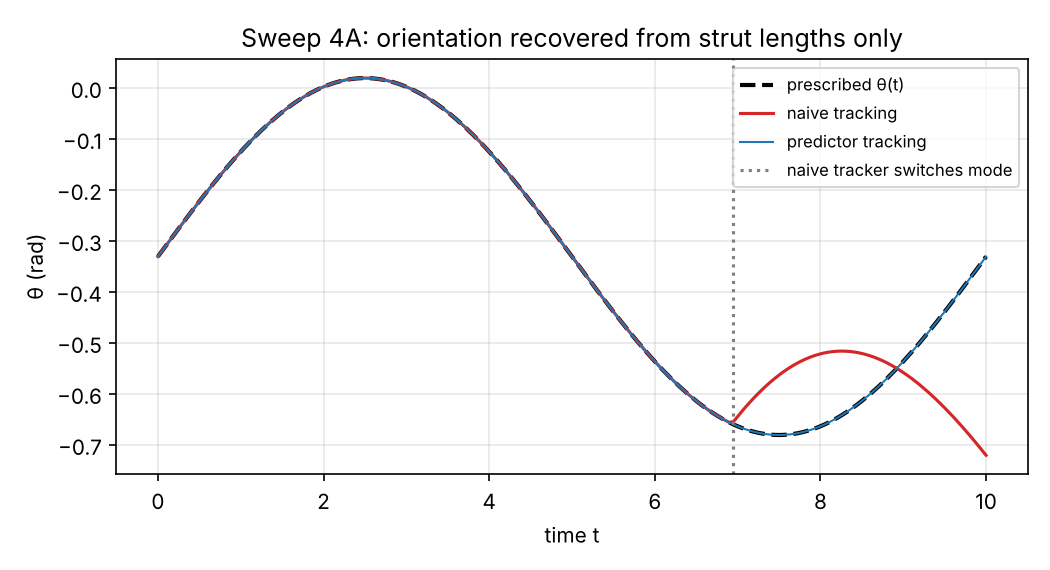 Sweep 4A: orientation recovered from strut lengths only
prescribed θ(t)
naive tracking
predictor tracking
naive tracker switches mode
θ (rad)
0.0
−0.1
−0.2
−0.3
−0.4
−0.5
−0.6
−0.7
0 2 4 6 8 10
time t